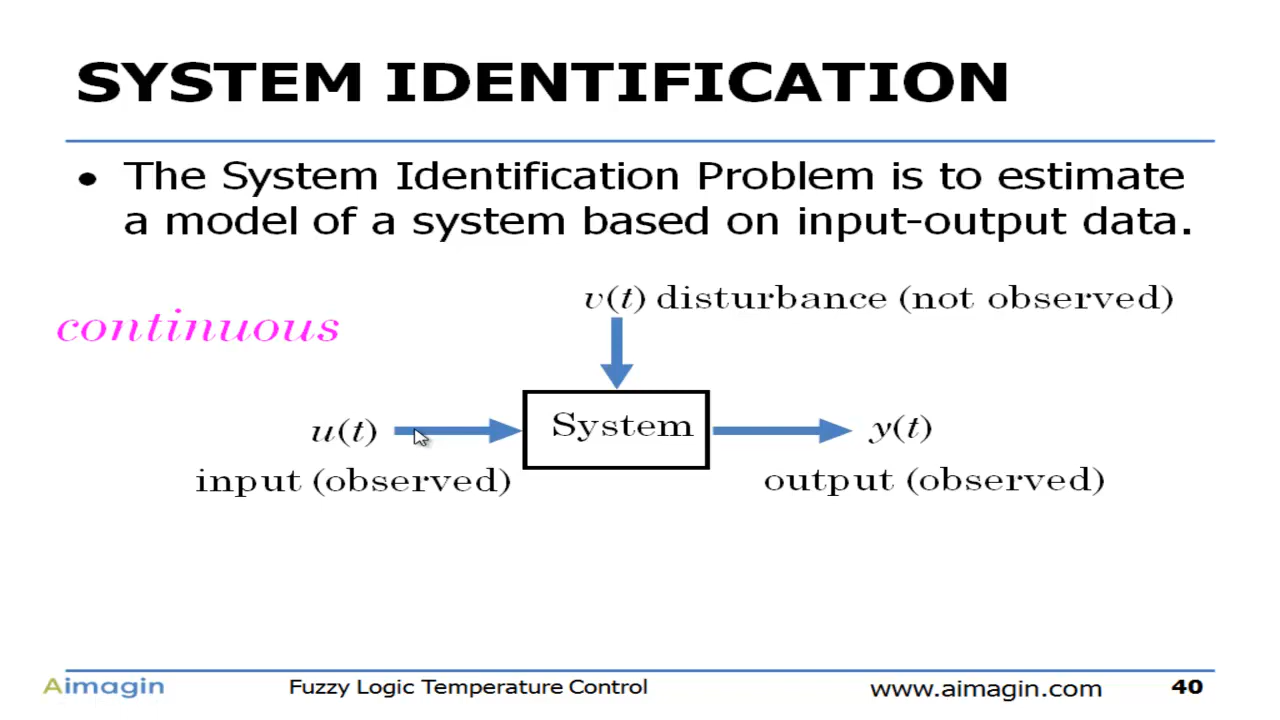 SYSTEM IDENTIFICATION
• The System Identification Problem is to estimate
a model of a system based on input-output data.
v(t) disturbance (not observed)
continuous
u(t)
System
y(t)
input (observed)
output (observed)
Aimagin
Fuzzy Logic Temperature Control
www.aimagin.com
40